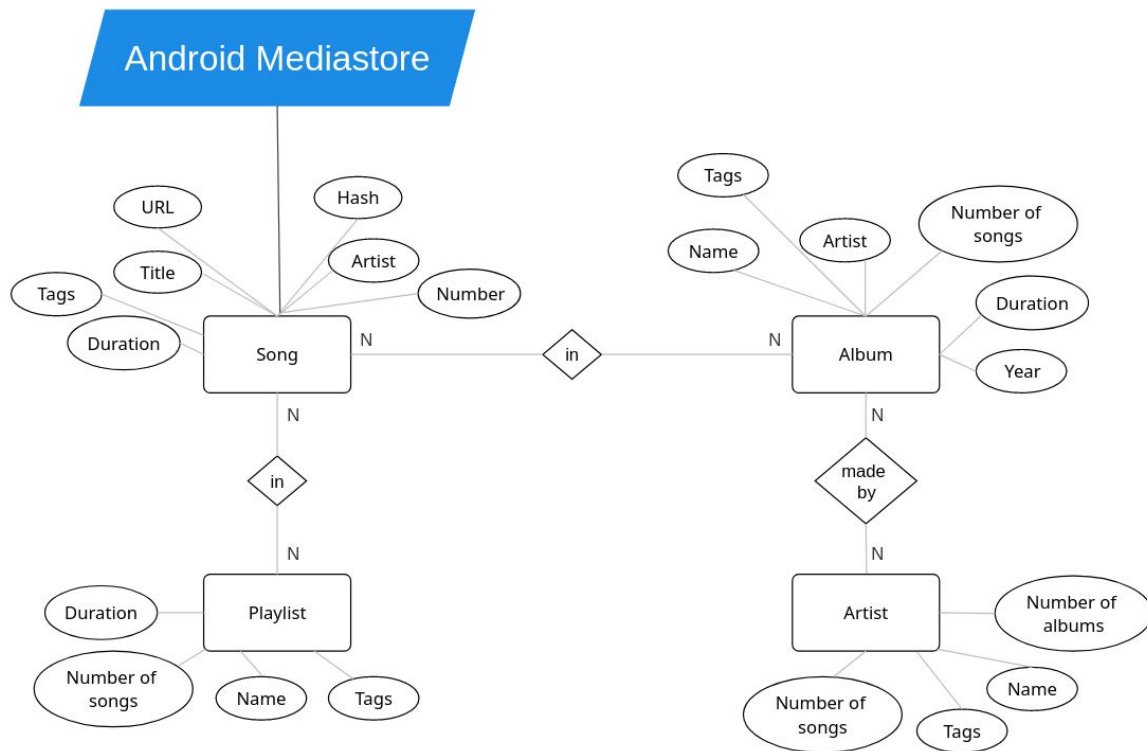 Android Mediastore
URL
Hash
Title
Artist
Tags
Number
Duration
Song
N
in
N
Tags
Name
Artist
Number of
songs
Duration
Album
Year
N
in
N
Playlist
Duration
Number of
songs
Name
Tags
N
made
by
N
Artist
Number of
albums
Name
Number of
songs
Tags